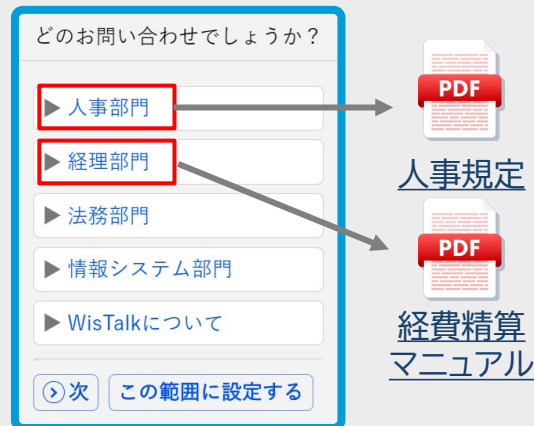 どのお問い合わせでしょうか？
▶ 人事部門
▶ 経理部門
▶ 法務部門
▶ 情報システム部門
▶ WisTalkについて
次 この範囲に設定する
PDF
人事規定
PDF
経費精算
マニュアル